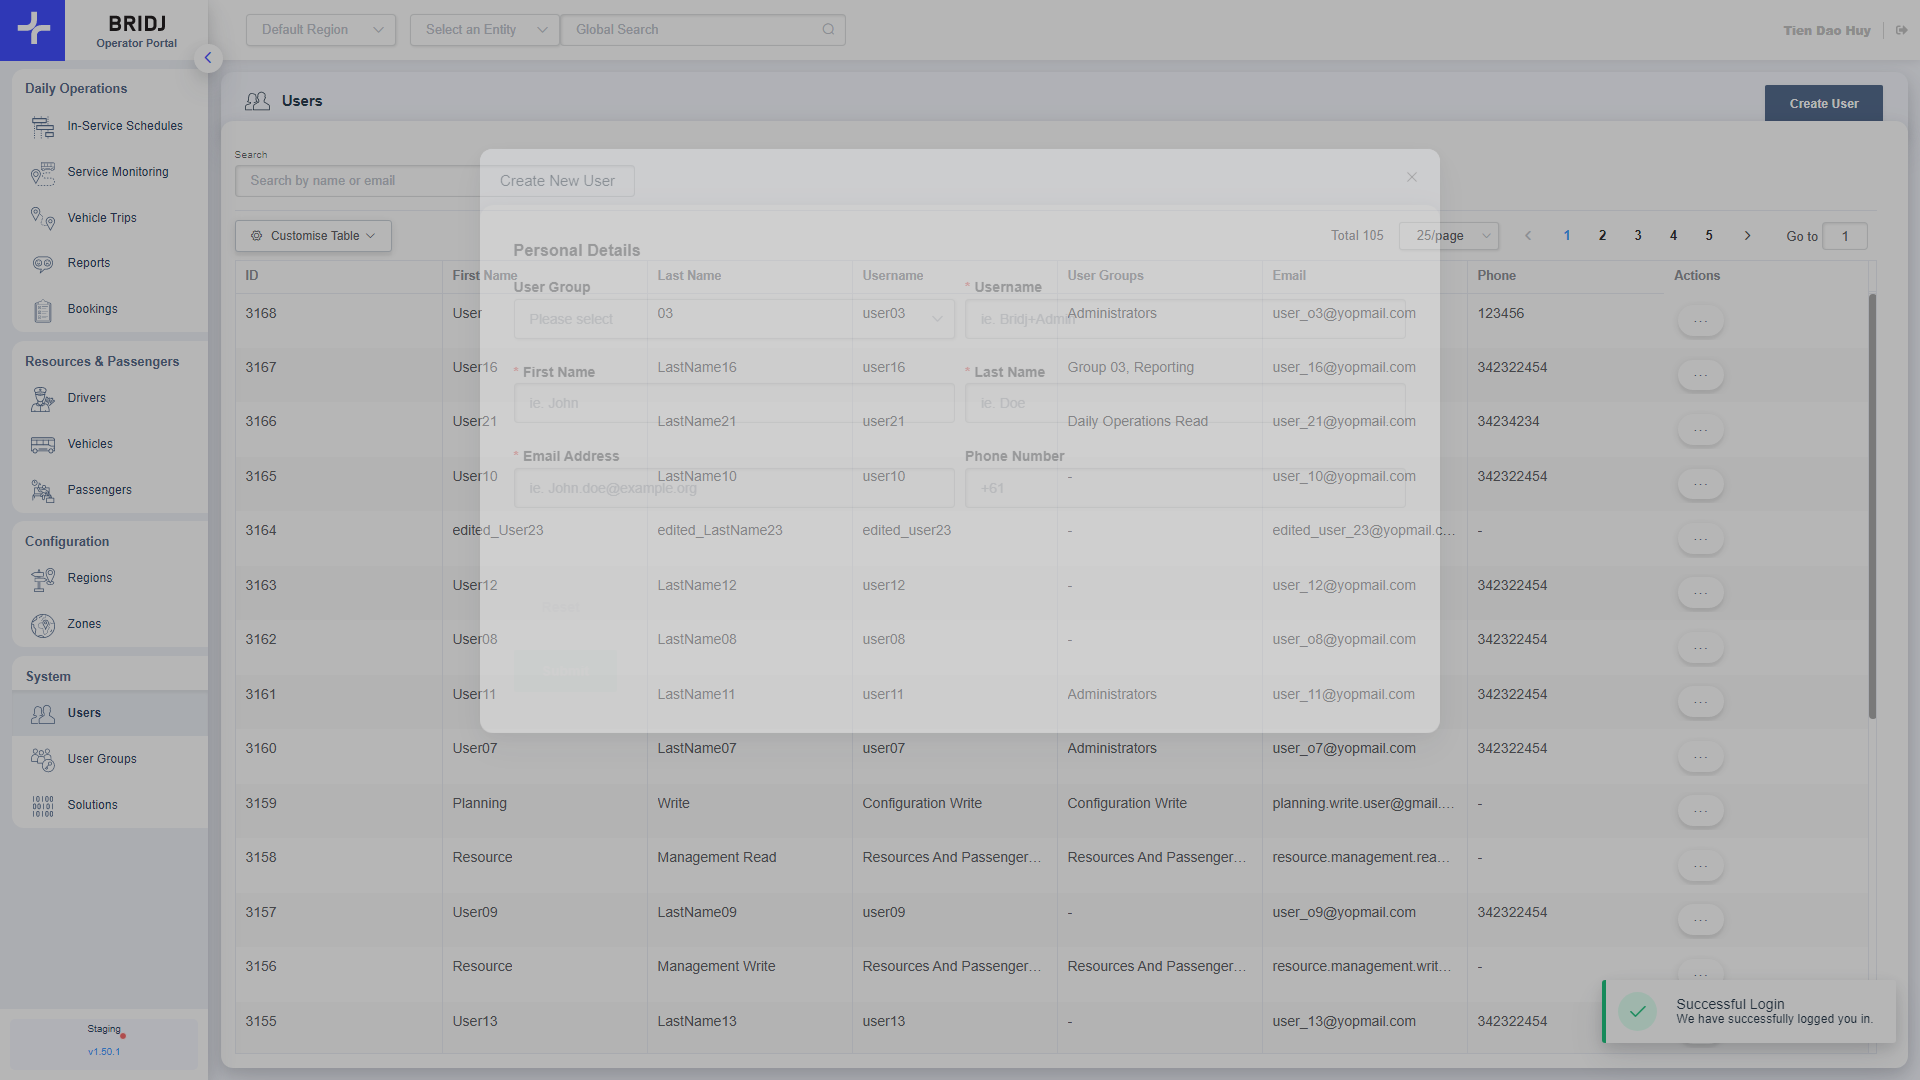 BRIDJ
Operator Portal
Default Region
Select an Entity
Global Search
Tien Dao Huy
Daily Operations
In-Service Schedules
Service Monitoring
Vehicle Trips
Reports
Bookings
Resources & Passengers
Drivers
Vehicles
Passengers
Configuration
Regions
Zones
System
Users
User Groups
Solutions
Staging
v1.50.1
Users
Create User
Search
Search by name or email
Customise Table
Total 105
25/page
1 2 3 4 5
Go to 1
Create New User
Personal Details
User Group
Please select
* Username
ie. Bridj+Admin
* First Name
ie. John
* Last Name
ie. Doe
* Email Address
ie. John.doe@example.org
Phone Number
+61
ID First Name Last Name Username User Groups Email Phone Actions
3168 User 03 user03 Administrators user_o3@yopmail.com 123456 ...
3167 User16 LastName16 user16 Group 03, Reporting user_16@yopmail.com 342322454 ...
3166 User21 LastName21 user21 Daily Operations Read user_21@yopmail.com 34234234 ...
3165 User10 LastName10 user10 - user_10@yopmail.com 342322454 ...
3164 edited_User23 edited_LastName23 edited_user23 - edited_user_23@yopmail.c... - ...
3163 User12 LastName12 user12 - user_12@yopmail.com 342322454 ...
3162 User08 LastName08 user08 - user_o8@yopmail.com 342322454 ...
3161 User11 LastName11 user11 Administrators user_11@yopmail.com 342322454 ...
3160 User07 LastName07 user07 Administrators user_o7@yopmail.com 342322454 ...
3159 Planning Write Configuration Write Configuration Write planning.write.user@gmail.... - ...
3158 Resource Management Read Resources And Passenger... Resources And Passenger... resource.management.rea... - ...
3157 User09 LastName09 user09 - user_o9@yopmail.com 342322454 ...
3156 Resource Management Write Resources And Passenger... Resources And Passenger... resource.management.writ... - ...
3155 User13 LastName13 user13 - user_13@yopmail.com 342322454
Successful Login
We have successfully logged you in.